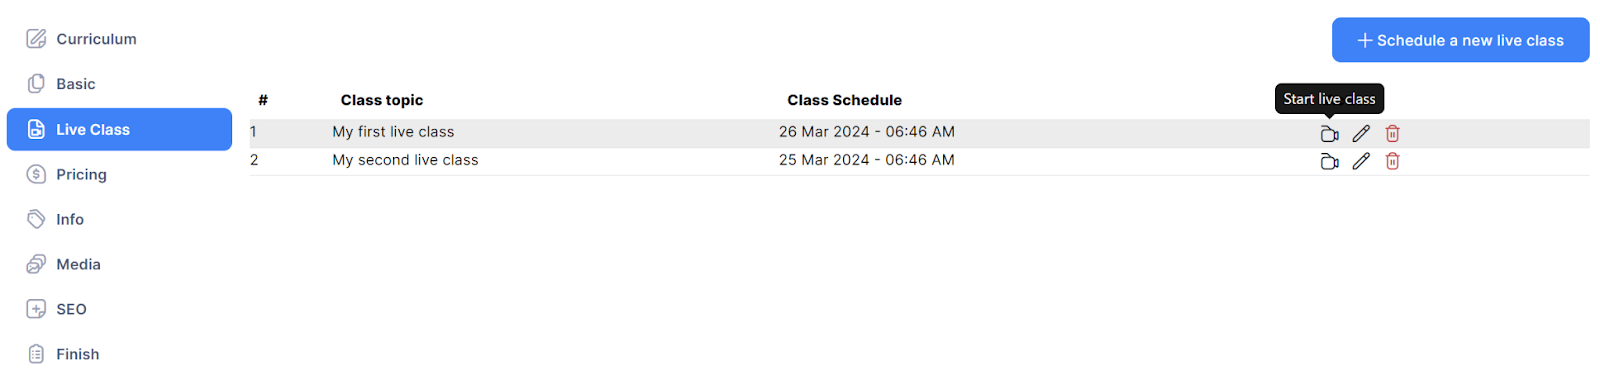 Curriculum
Basic
Live Class
Pricing
Info
Media
SEO
Finish
+ Schedule a new live class
Start live class
# Class topic Class Schedule
1 My first live class 26 Mar 2024 - 06:46 AM
2 My second live class 25 Mar 2024 - 06:46 AM